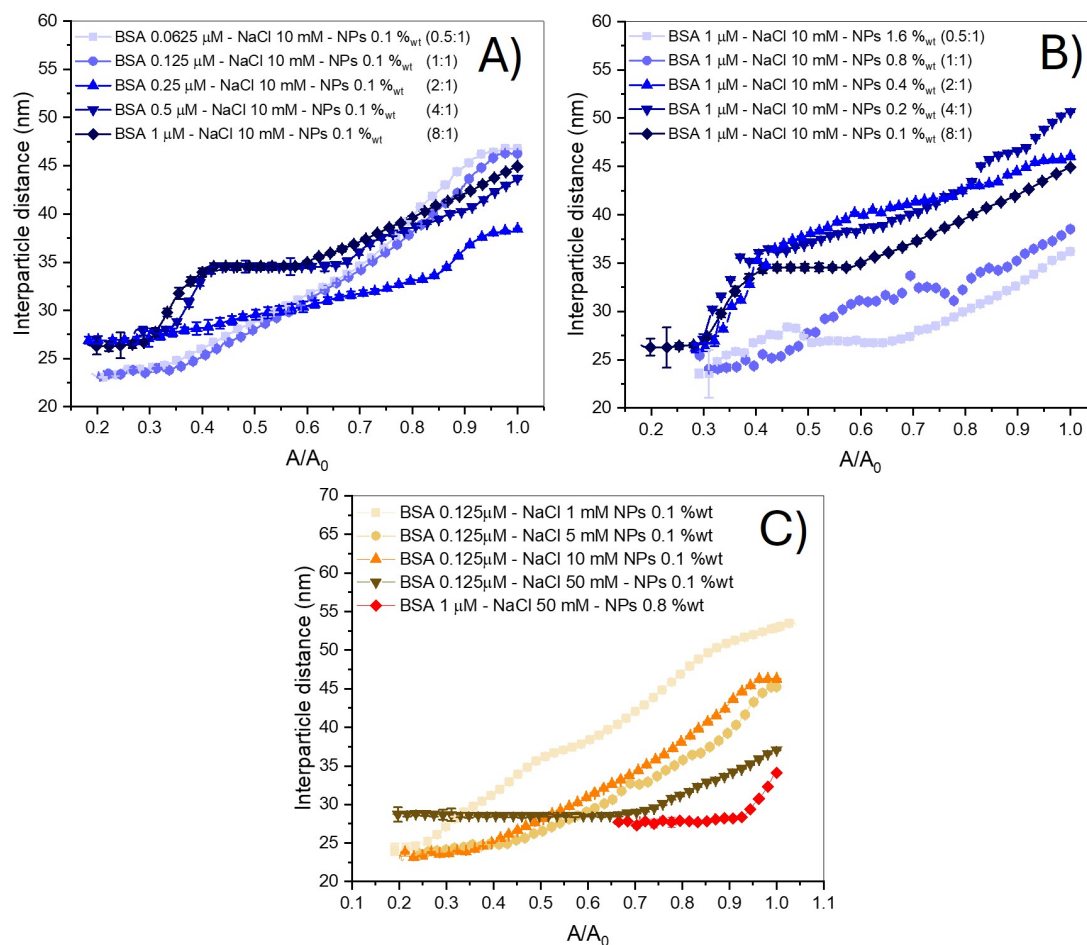 A)
BSA 0.0625 μM - NaCl 10 mM - NPs 0.1 %wt (0.5:1)
BSA 0.125 μM - NaCl 10 mM - NPs 0.1 %wt (1:1)
BSA 0.25 μM - NaCl 10 mM - NPs 0.1 %wt (2:1)
BSA 0.5 μM - NaCl 10 mM - NPs 0.1 %wt (4:1)
BSA 1 μM - NaCl 10 mM - NPs 0.1 %wt (8:1)
Interparticle distance (nm)
60
55
50
45
40
35
30
25
20
0.2 0.3 0.4 0.5 0.6 0.7 0.8 0.9 1.0
A/A0
B)
BSA 1 μM - NaCl 10 mM - NPs 1.6 %wt (0.5:1)
BSA 1 μM - NaCl 10 mM - NPs 0.8 %wt (1:1)
BSA 1 μM - NaCl 10 mM - NPs 0.4 %wt (2:1)
BSA 1 μM - NaCl 10 mM - NPs 0.2 %wt (4:1)
BSA 1 μM - NaCl 10 mM - NPs 0.1 %wt (8:1)
Interparticle distance (nm)
60
55
50
45
40
35
30
25
20
0.2 0.3 0.4 0.5 0.6 0.7 0.8 0.9 1.0
A/A0
C)
BSA 0.125μM - NaCl 1 mM NPs 0.1 %wt
BSA 0.125μM - NaCl 5 mM NPs 0.1 %wt
BSA 0.125μM - NaCl 10 mM NPs 0.1 %wt
BSA 0.125μM - NaCl 50 mM - NPs 0.1 %wt
BSA 1 μM - NaCl 50 mM - NPs 0.8 %wt
Interparticle distance (nm)
70
65
60
55
50
45
40
35
30
25
20
0.1 0.2 0.3 0.4 0.5 0.6 0.7 0.8 0.9 1.0 1.1
A/A0